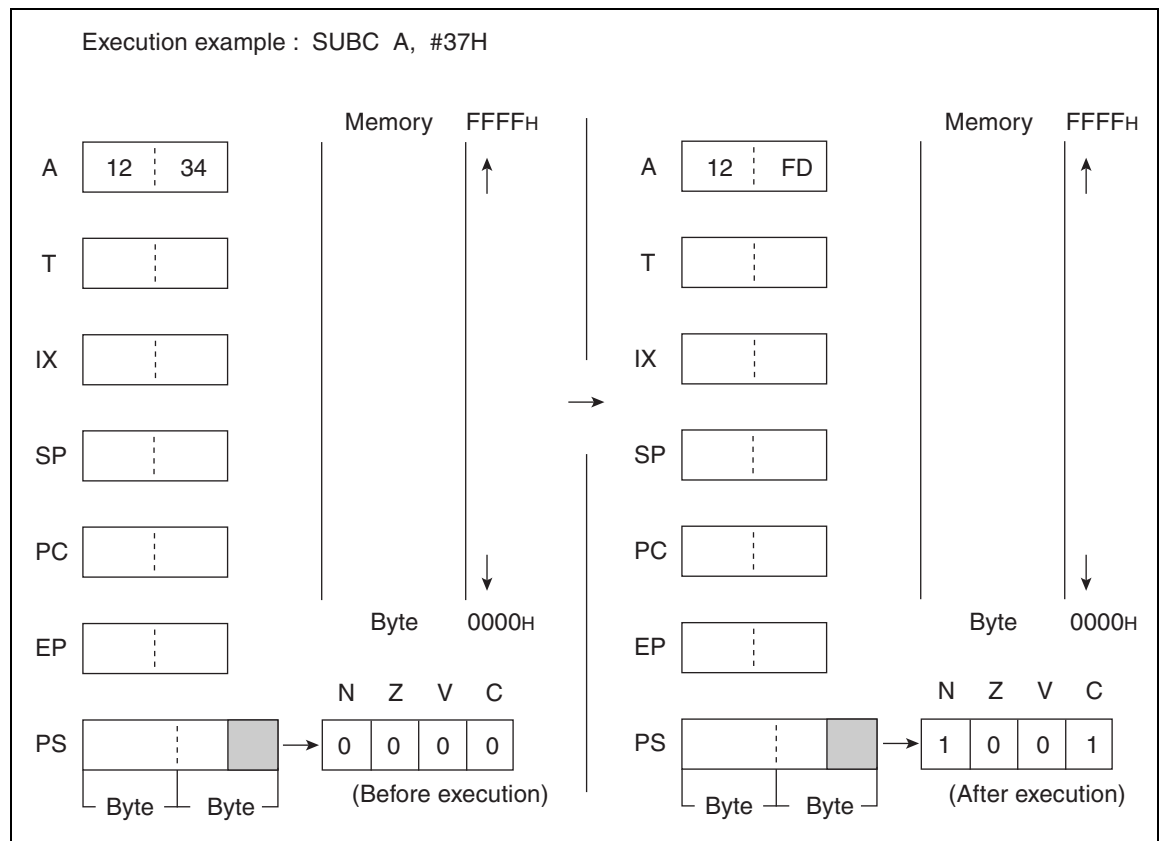 Execution example : SUBC A, #37H
Memory FFFFH
A 12 34
T
IX
SP
PC
EP
Byte 0000H
N Z V C
PS 0 0 0 0
Byte Byte
(Before execution)
Memory FFFFH
A 12 FD
T
IX
SP
PC
EP
Byte 0000H
N Z V C
PS 1 0 0 1
Byte Byte
(After execution)